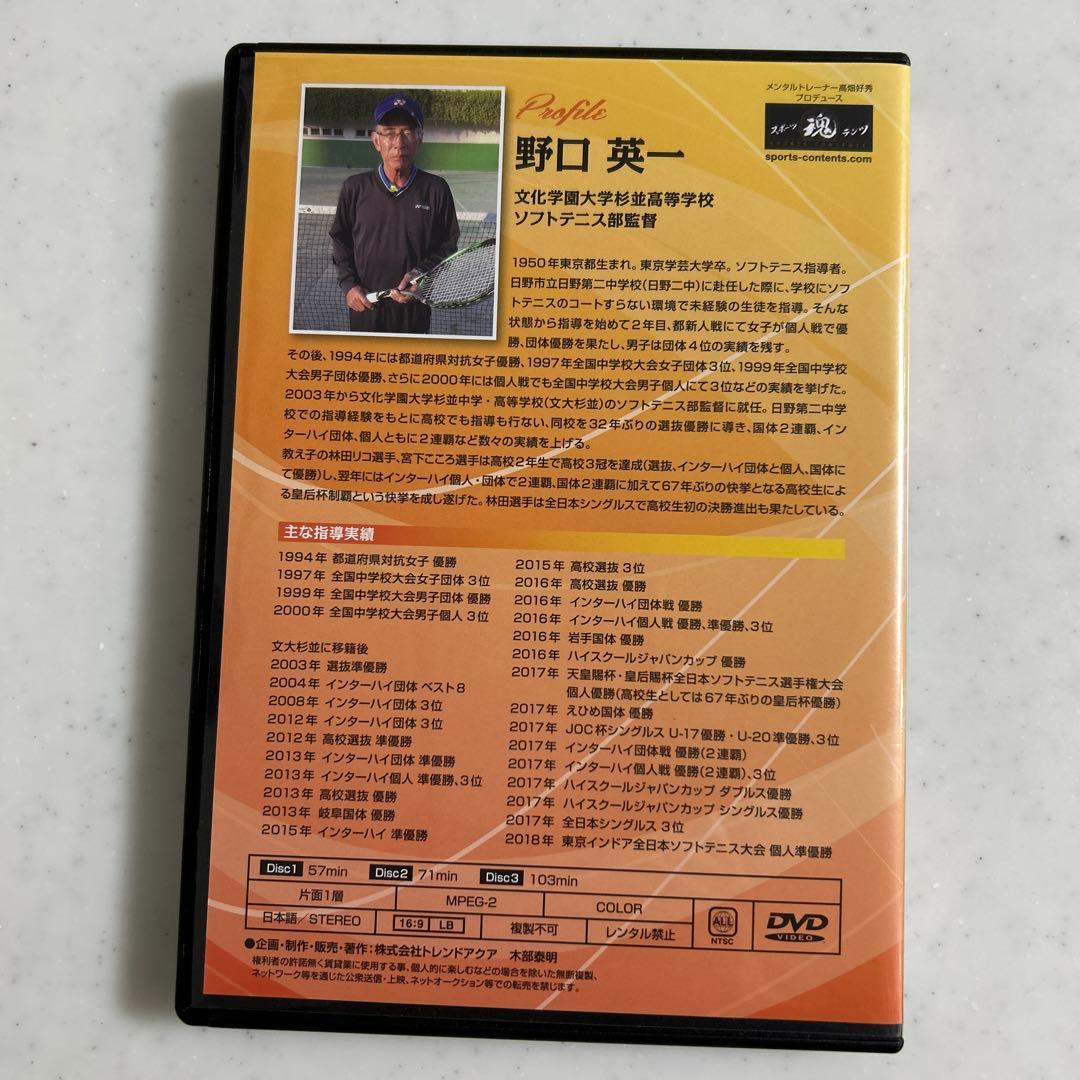 Profile
野口 英一
文化学園大学杉並高等学校
ソフトテニス部監督
メンタルトレーナー高畑好秀
プロデュース
スポーツ 魂 テンツ
SPORTS CONTENTS
sports-contents.com
1950年東京都生まれ。東京学芸大学卒。ソフトテニス指導者。
日野市立日野第二中学校(日野二中)に赴任した際に、学校にソフ
トテニスのコートすらない環境で未経験の生徒を指導。そんな
状態から指導を始めて2年目、都新人戦にて女子が個人戦で優
勝、団体優勝を果たし、男子は団体4位の実績を残す。
その後、1994年には都道府県対抗女子優勝、1997年全国中学校大会女子団体3位、1999年全国中学校
大会男子団体優勝、さらに2000年には個人戦でも全国中学校大会男子個人にて3位などの実績を挙げた。
2003年から文化学園大学杉並中学・高等学校(文大杉並)のソフトテニス部監督に就任。日野第二中学
校での指導経験をもとに高校でも指導も行ない、同校を32年ぶりの選抜優勝に導き、国体2連覇、イン
ターハイ団体、個人ともに2連覇など数々の実績を上げる。
教え子の林田リコ選手、宮下こころ選手は高校2年生で高校3冠を達成(選抜、インターハイ団体と個人、国体に
て優勝)し、翌年にはインターハイ個人・団体で2連覇、国体2連覇に加えて67年ぶりの快挙となる高校生によ
る皇后杯制覇という快挙を成し遂げた。林田選手は全日本シングルスで高校生初の決勝進出も果たしている。
主な指導実績
1994年 都道府県対抗女子 優勝
1997年 全国中学校大会女子団体 3位
1999年 全国中学校大会男子団体 優勝
2000年 全国中学校大会男子個人 3位
文大杉並に移籍後
2003年 選抜準優勝
2004年 インターハイ団体 ベスト8
2008年 インターハイ団体 3位
2012年 インターハイ団体 3位
2012年 高校選抜 準優勝
2013年 インターハイ団体 準優勝
2013年 インターハイ個人 準優勝、3位
2013年 高校選抜 優勝
2013年 岐阜国体 優勝
2015年 インターハイ 準優勝
2015年 高校選抜 3位
2016年 高校選抜 優勝
2016年 インターハイ団体戦 優勝
2016年 インターハイ個人戦 優勝、準優勝、3位
2016年 岩手国体 優勝
2016年 ハイスクールジャパンカップ 優勝
2017年 天皇賜杯・皇后賜杯全日本ソフトテニス選手権大会
個人優勝(高校生としては67年ぶりの皇后杯優勝)
2017年 えひめ国体 優勝
2017年 JOC杯シングルス U-17優勝・U-20準優勝、3位
2017年 インターハイ団体戦 優勝(2連覇)
2017年 インターハイ個人戦 優勝(2連覇)、3位
2017年 ハイスクールジャパンカップ ダブルス優勝
2017年 ハイスクールジャパンカップ シングルス優勝
2017年 全日本シングルス 3位
2018年 東京インドア全日本ソフトテニス大会 個人準優勝
Disc1 57min Disc2 71min Disc3 103min
片面1層 MPEG-2 COLOR
日本語/STEREO 16:9 LB 複製不可 レンタル禁止
ALL
NTSC
DVD
VIDEO
●企画・制作・販売・著作:株式会社トレンドアクア 木部泰明
権利者の許諾無く賃貸業に使用する事、個人的に楽しむなどの場合を除いた無断複製、
ネットワーク等を通じた公衆送信・上映、ネットオークション等での転売を禁じます。